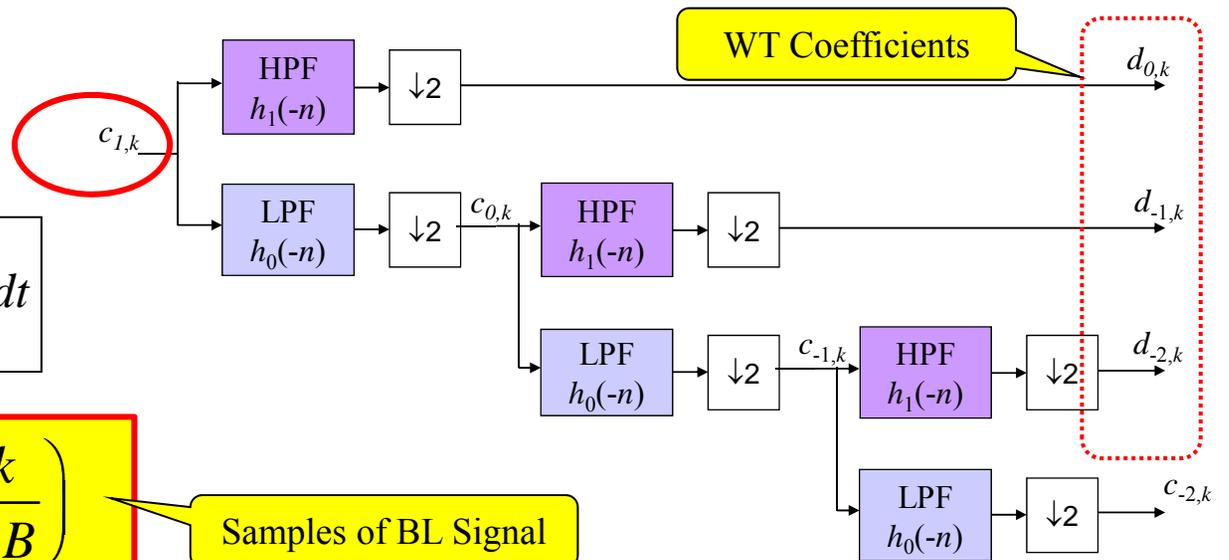 WT Coefficients
HPF
h₁(-n)
↓2
d₀,ₖ
c₁,ₖ
LPF
h₀(-n)
↓2
c₀,ₖ
HPF
h₁(-n)
↓2
d₋₁,ₖ
dt
LPF
h₀(-n)
↓2
c₋₁,ₖ
HPF
h₁(-n)
↓2
d₋₂,ₖ
k
B
)
Samples of BL Signal
LPF
h₀(-n)
↓2
c₋₂,ₖ